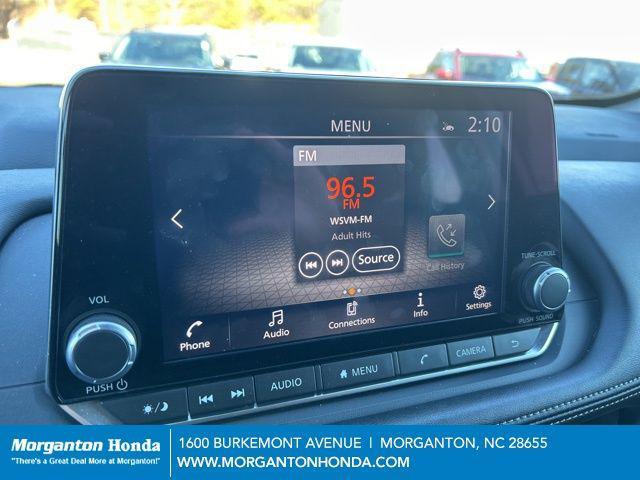 MENU
2:10
FM
96.5
FM
WSVM-FM
Adult Hits
Source
Call History
Phone
Audio
Connections
Info
Settings
VOL
PUSH
TUNE·SCROLL
PUSH SOUND
AUDIO
MENU
CAMERA
Morganton Honda
"There's a Great Deal More at Morganton!"
1600 BURKEMONT AVENUE | MORGANTON, NC 28655
WWW.MORGANTONHONDA.COM